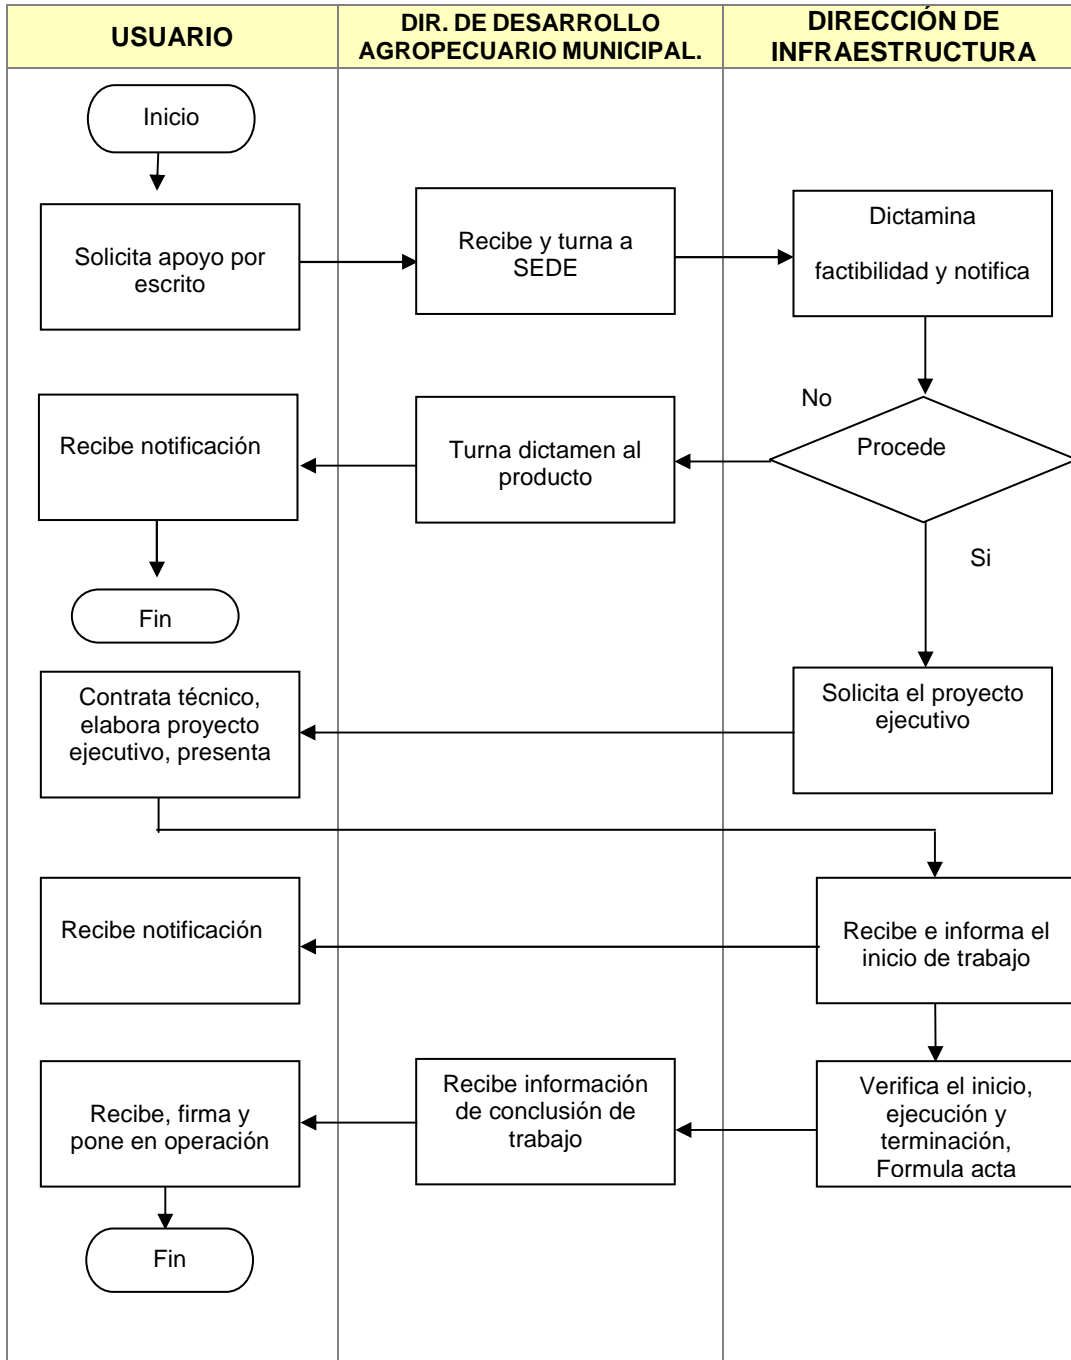 USUARIO
DIR. DE DESARROLLO
AGROPECUARIO MUNICIPAL.
DIRECCIÓN DE
INFRAESTRUCTURA
Inicio
Solicita apoyo por
escrito
Recibe y turna a
SEDE
Dictamina
factibilidad y notifica
No
Procede
Turna dictamen al
producto
Recibe notificación
Si
Fin
Solicita el proyecto
ejecutivo
Contrata técnico,
elabora proyecto
ejecutivo, presenta
Recibe e informa el
inicio de trabajo
Recibe notificación
Verifica el inicio,
ejecución y
terminación,
Formula acta
Recibe información
de conclusión de
trabajo
Recibe, firma y
pone en operación
Fin